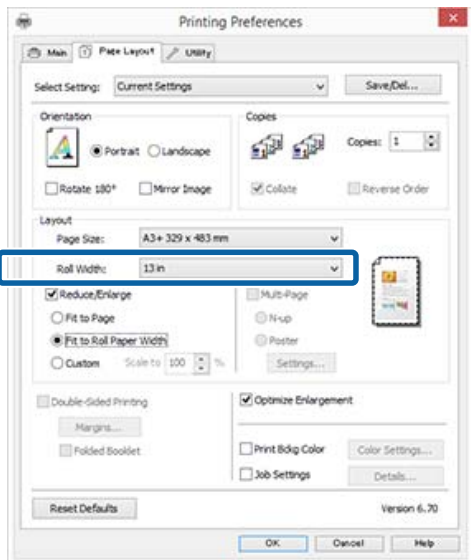 Printing Preferences
Main Page Layout Utility
Select Setting: Current Settings Save/Del...
Orientation Copies
Portrait Landscape Copies: 1
Rotate 180° Mirror Image Collate Reverse Order
Layout
Page Size: A3+ 329 x 483 mm
Roll Width: 13 in
Reduce/Enlarge Multi-Page
Fit to Page N-up
Fit to Roll Paper Width Poster
Custom Scale to 100 % Settings...
Double-Sided Printing Optimize Enlargement
Margins...
Folded Booklet Print Bckg Color Color Settings...
Job Settings Details...
Reset Defaults Version 6.70
OK Cancel Help